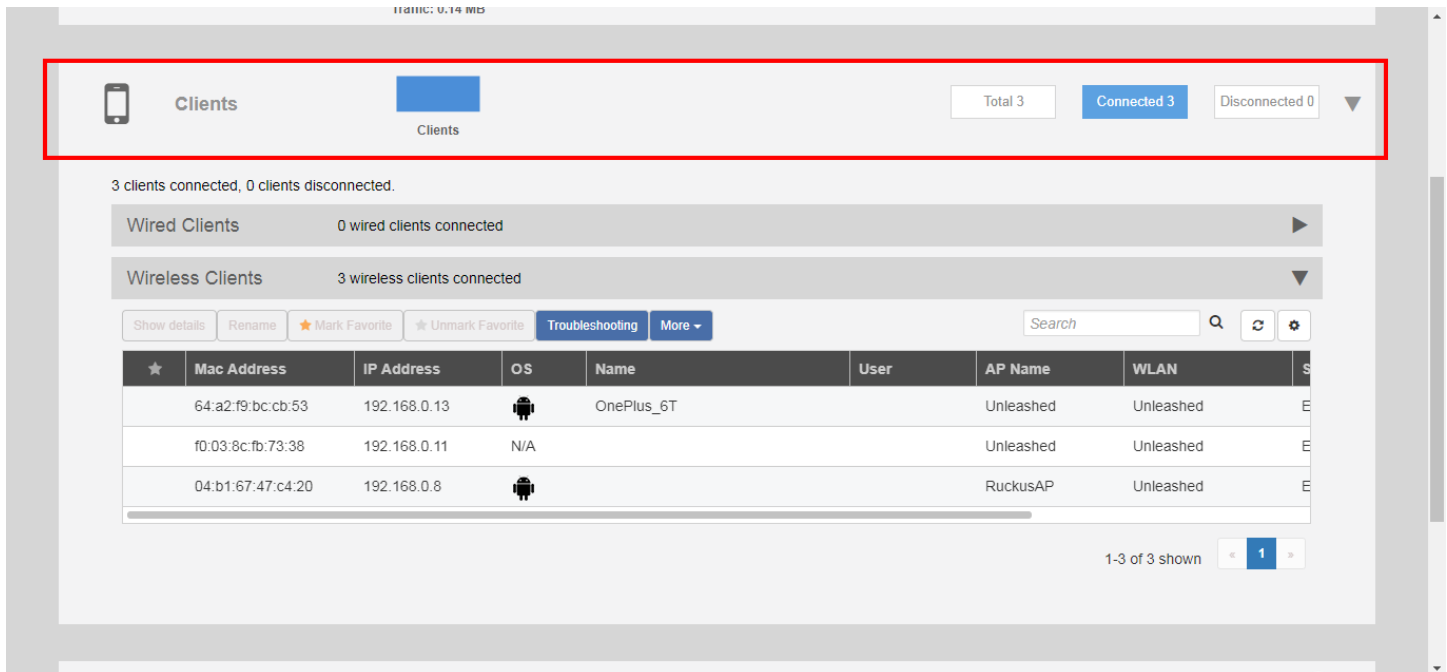 Traffic: 0.14 MB
Clients
Clients
Total 3
Connected 3
Disconnected 0
3 clients connected, 0 clients disconnected.
Wired Clients 0 wired clients connected
Wireless Clients 3 wireless clients connected
Show details Rename Mark Favorite Unmark Favorite Troubleshooting More Search
Mac Address IP Address OS Name User AP Name WLAN S
64:a2:f9:bc:cb:53 192.168.0.13 OnePlus_6T Unleashed Unleashed E
f0:03:8c:fb:73:38 192.168.0.11 N/A Unleashed Unleashed E
04:b1:67:47:c4:20 192.168.0.8 RuckusAP Unleashed E
1-3 of 3 shown « 1 »